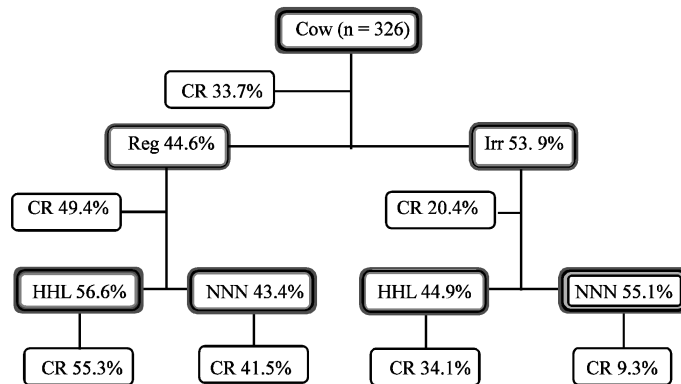 Cow (n = 326)
CR 33.7%
Reg 44.6%
Irr 53. 9%
CR 49.4%
CR 20.4%
HHL 56.6%
NNN 43.4%
HHL 44.9%
NNN 55.1%
CR 55.3%
CR 41.5%
CR 34.1%
CR 9.3%